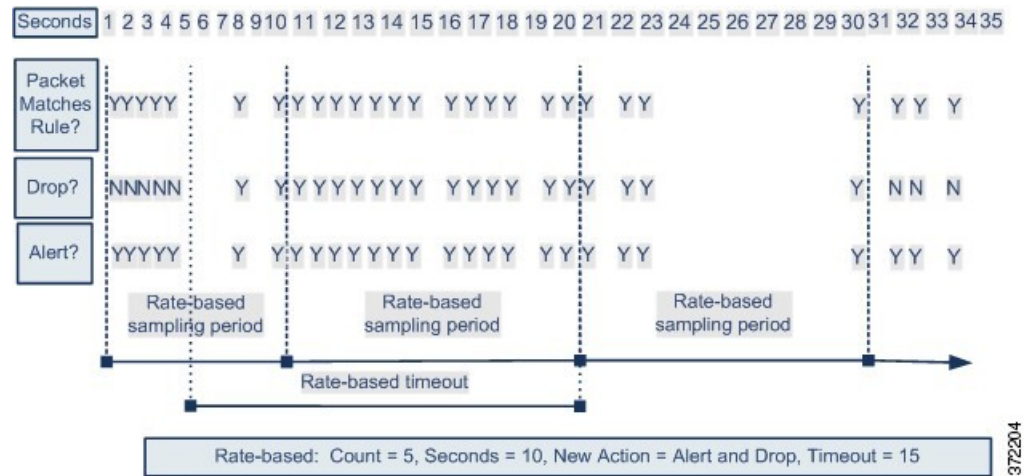 Seconds 1 2 3 4 5 6 7 8 9 10 11 12 13 14 15 16 17 18 19 20 21 22 23 24 25 26 27 28 29 30 31 32 33 34 35
Packet
Matches
Rule?
YYYYY Y Y Y Y Y Y Y Y Y Y Y Y Y Y Y Y Y Y Y Y Y Y
Drop?
NNNNN Y Y Y Y Y Y Y Y Y Y Y Y Y Y Y Y Y Y Y Y N N N
Alert?
YYYYY Y Y Y Y Y Y Y Y Y Y Y Y Y Y Y Y Y Y Y Y Y Y Y
Rate-based
sampling period
Rate-based
sampling period
Rate-based
sampling period
Rate-based timeout
Rate-based: Count = 5, Seconds = 10, New Action = Alert and Drop, Timeout = 15
372204